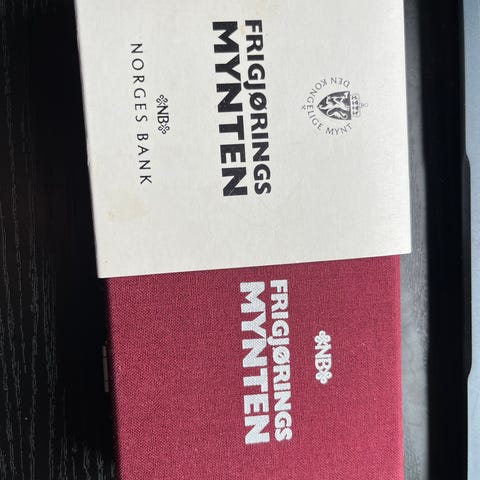 DEN KONGELIGE MYNT
FRIGJØRINGS
MYNTEN
NB
NORGES BANK
NB
FRIGJØRINGS
MYNTEN